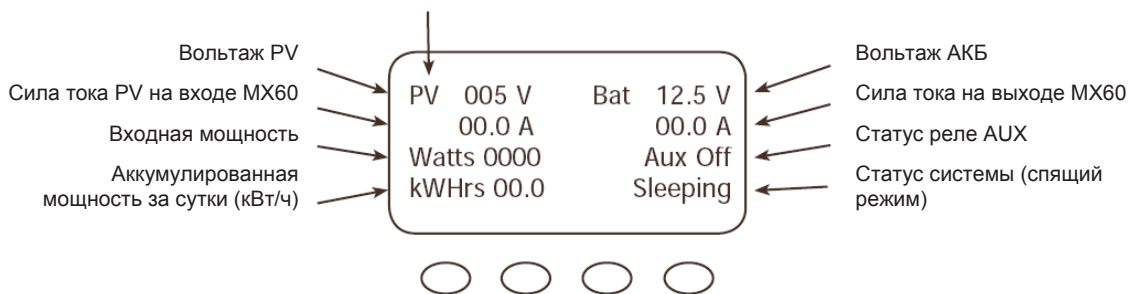 Вольтаж PV
Сила тока PV на входе MX60
Входная мощность
Аккумулированная
мощность за сутки (кВт/ч)
PV 005 V Bat 12.5 V
00.0 A 00.0 A
Watts 0000 Aux Off
kWHrs 00.0 Sleeping
Вольтаж АКБ
Сила тока на выходе MX60
Статус реле AUX
Статус системы (спящий
режим)